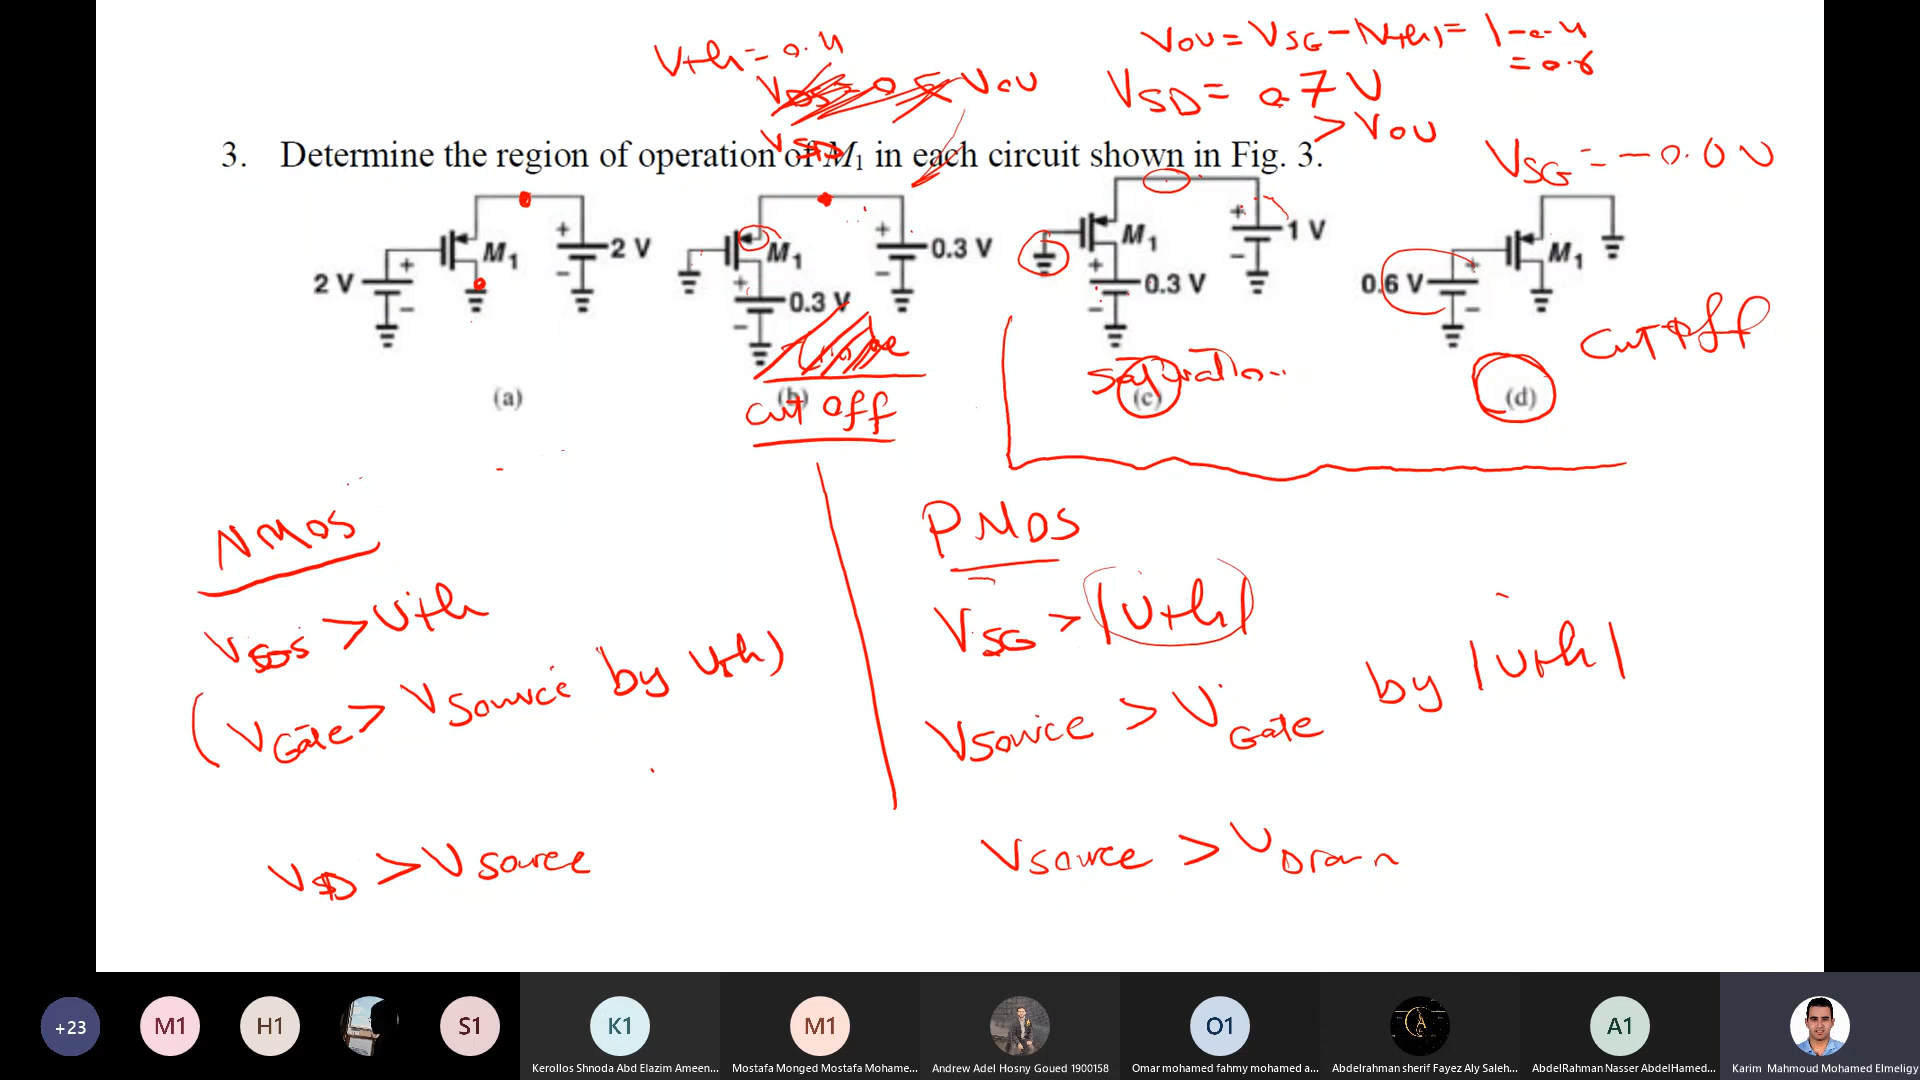 Vth = 0.4
VOU
VOU = VSG - |Vth| = 1 - 0.4
= 0.6
VSD = 0.7 V
> VOU
VSD
VSG = -0.6 V
3. Determine the region of operation of M1 in each circuit shown in Fig. 3.
2 V
M1
2 V
M1
0.3 V
0.3 V
M1
0.3 V
1 V
0.6 V
M1
cut off
saturation
cut off
(a)
(b)
(c)
(d)
NMOS
> Vth
(VGate > VSource by Vth)
VD > VSource
PMOS
VSG > |Vth|
VSource > VGate by |Vth|
VSource > VDrain
+23
M1
H1
S1
K1
M1
O1
A1
Kerollos Shnoda Abd Elazim Ameen...
Mostafa Monged Mostafa Mohame...
Andrew Adel Hosny Goued 1900158
Omar mohamed fahmy mohamed a...
Abdelrahman sherif Fayez Aly Saleh...
AbdelRahman Nasser AbdelHamed...
Karim Mahmoud Mohamed Elmeligy